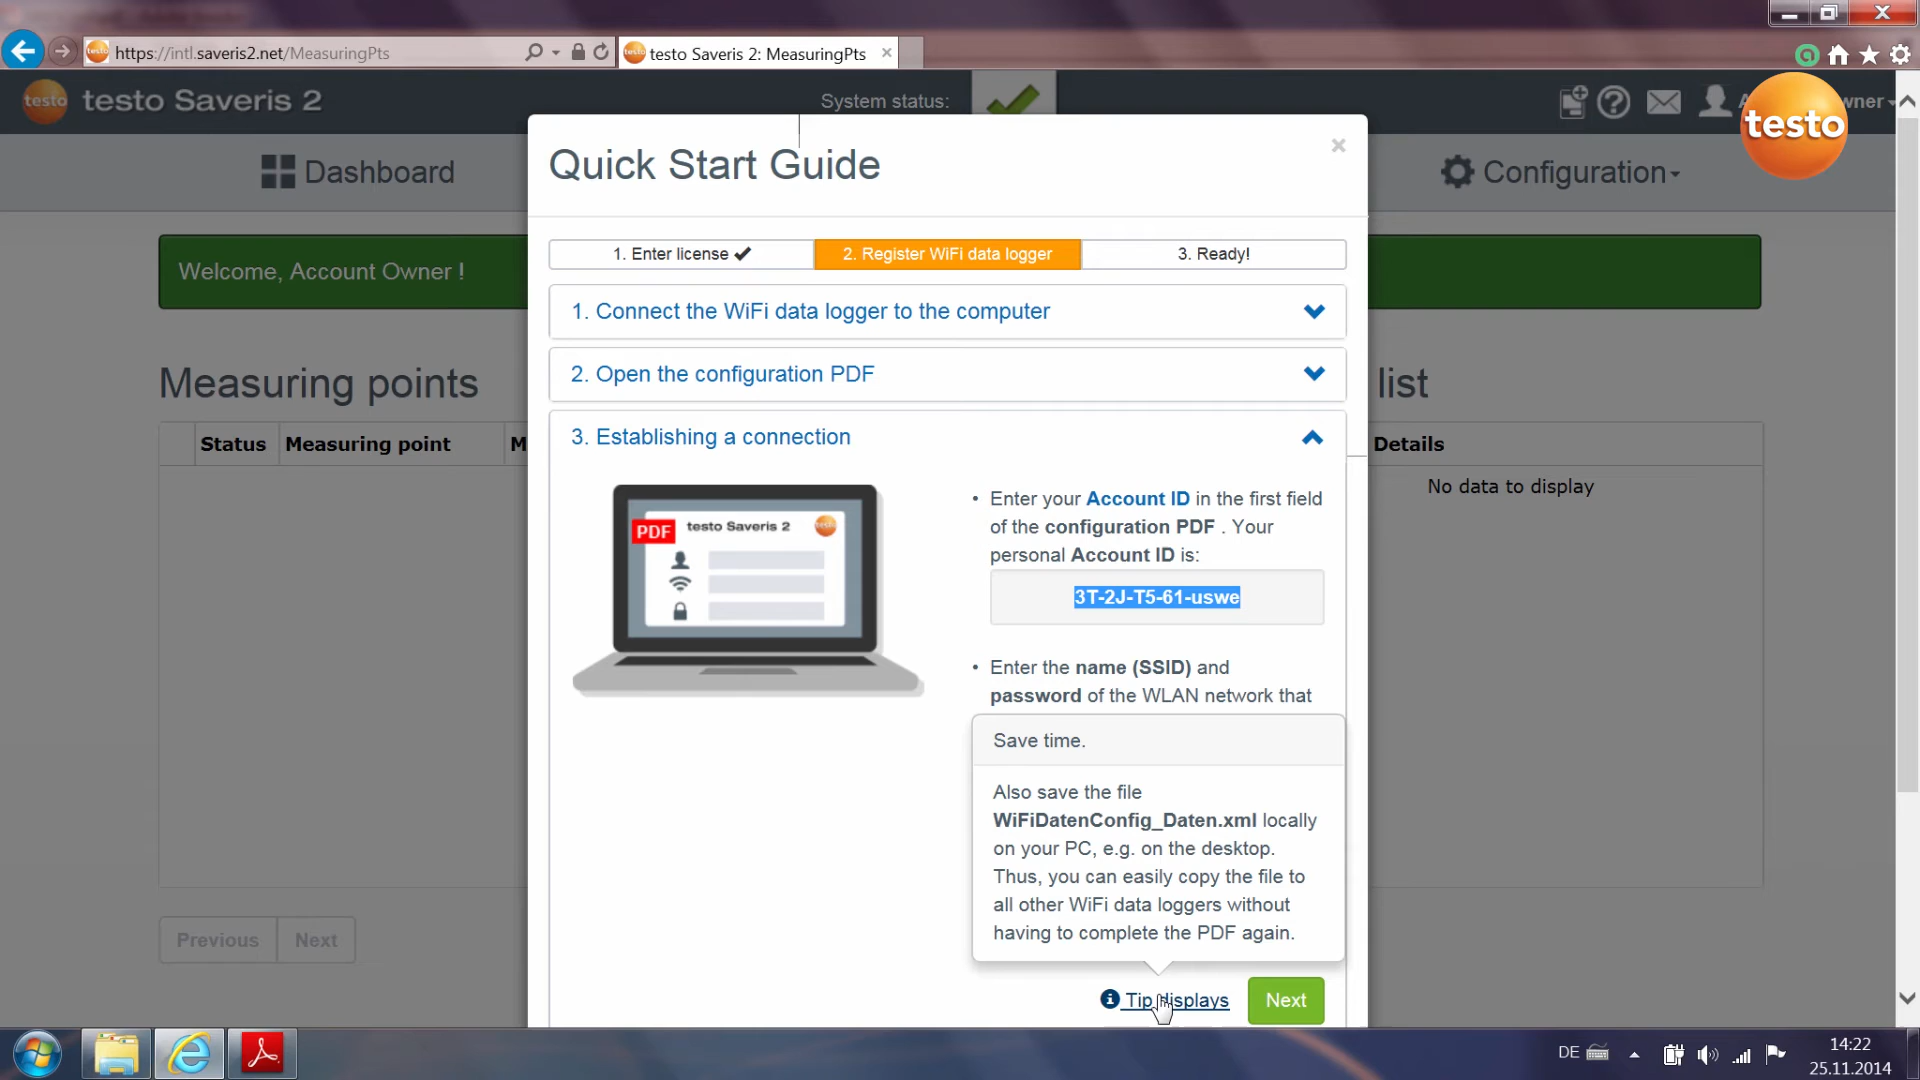 https://intl.saveris2.net/MeasuringPts
testo Saveris 2: MeasuringPts
testo
testo Saveris 2
System status:
wner
testo
Dashboard
Configuration
Quick Start Guide
Welcome, Account Owner !
1. Enter license
2. Register WiFi data logger
3. Ready!
1. Connect the WiFi data logger to the computer
2. Open the configuration PDF
3. Establishing a connection
Measuring points
list
Status
Measuring point
M
Details
No data to display
PDF
testo Saveris 2
• Enter your Account ID in the first field
of the configuration PDF . Your
personal Account ID is:
3T-2J-T5-61-uswe
• Enter the name (SSID) and
password of the WLAN network that
Save time.
Also save the file
WiFiDatenConfig_Daten.xml locally
on your PC, e.g. on the desktop.
Thus, you can easily copy the file to
all other WiFi data loggers without
having to complete the PDF again.
Previous
Next
Tip displays
Next
DE
14:22
25.11.2014